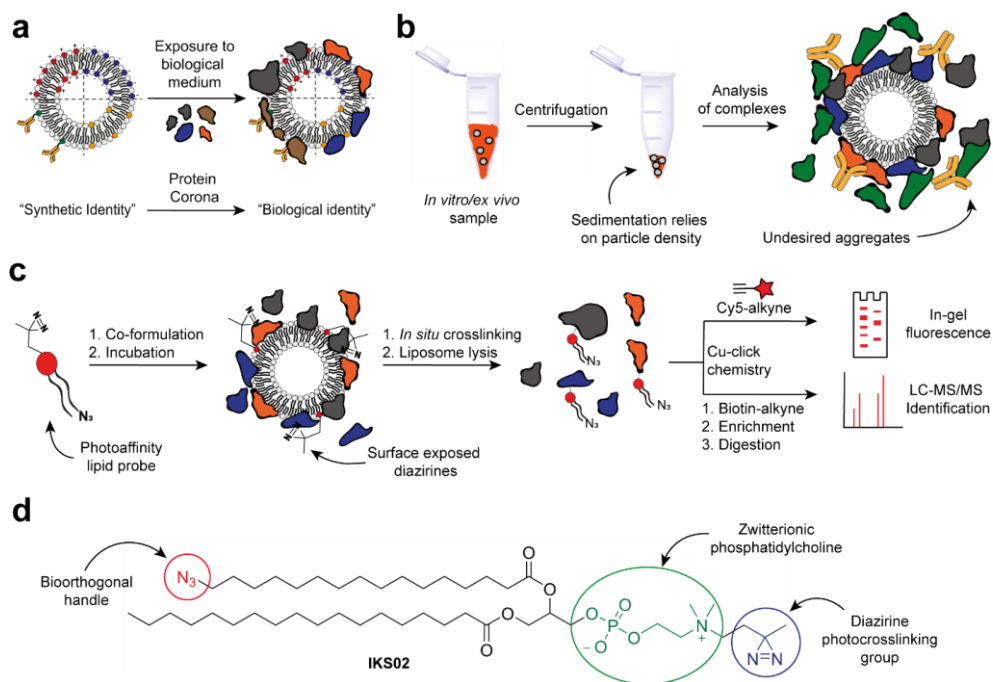 a
Exposure to
biological
medium
Protein
Corona
“Synthetic Identity”
“Biological identity”
b
Centrifugation
Analysis
of complexes
In vitro/ex vivo
sample
Sedimentation relies
on particle density
Undesired aggregates
c
N=N
N₃
Photoaffinity
lipid probe
1. Co-formulation
2. Incubation
N=N
N=N
N=N
Surface exposed
diazirines
1. In situ crosslinking
2. Liposome lysis
N₃
N₃
N₃
Cy5-alkyne
Cu-click
chemistry
1. Biotin-alkyne
2. Enrichment
3. Digestion
In-gel
fluorescence
LC-MS/MS
Identification
d
Bioorthogonal
handle
N₃
O
O
O
O
IKS02
Zwitterionic
phosphatidylcholine
O
O
P
⁻O
O
N
+
N=N
Diazirine
photocrosslinking
group